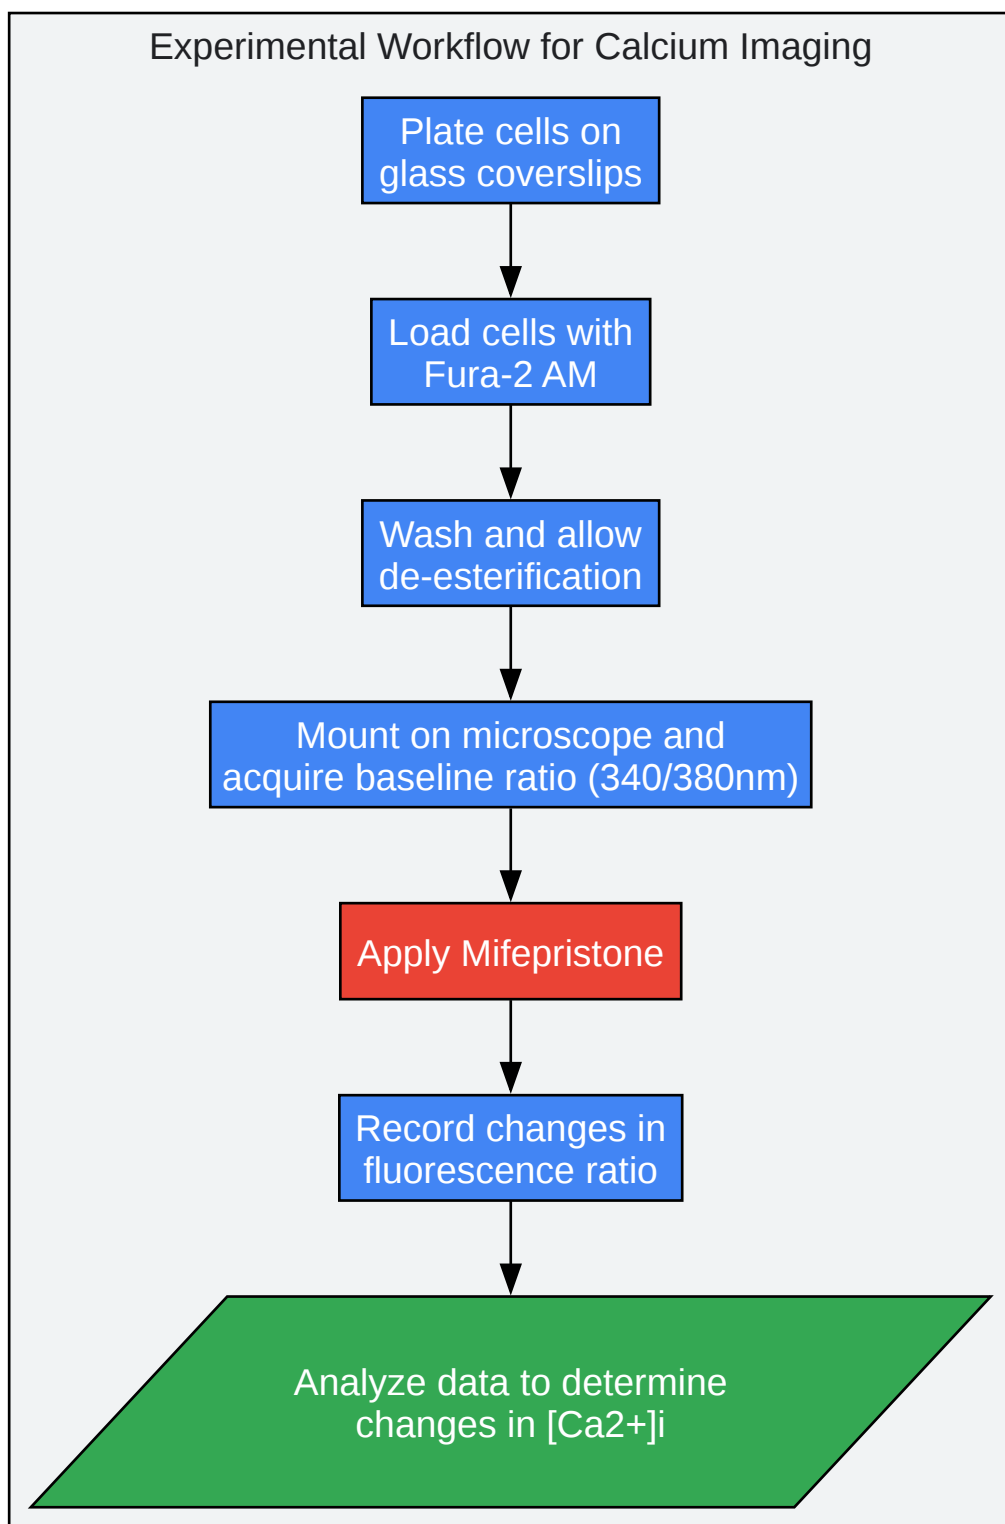 Experimental Workflow for Calcium Imaging
Plate cells on
glass coverslips
Load cells with
Fura-2 AM
Wash and allow
de-esterification
Mount on microscope and
acquire baseline ratio (340/380nm)
Apply Mifepristone
Record changes in
fluorescence ratio
Analyze data to determine
changes in [Ca2+]i